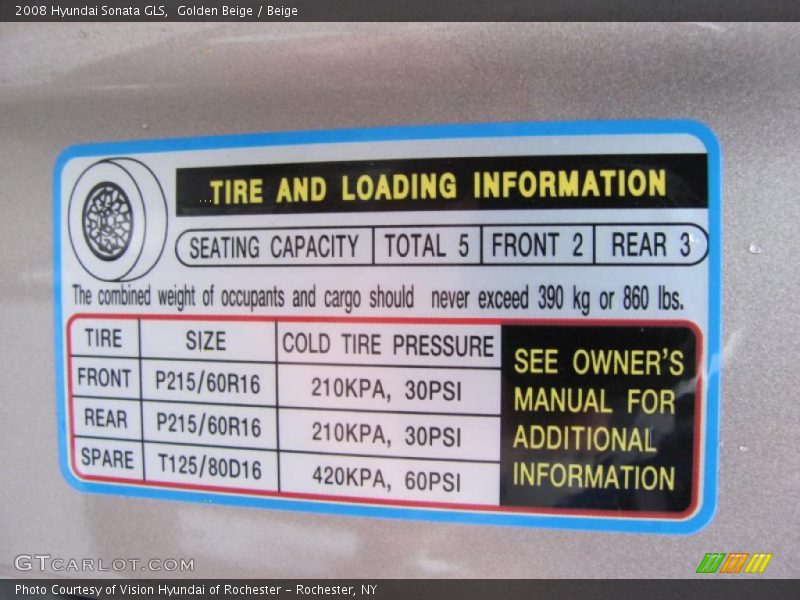 2008 Hyundai Sonata GLS,  Golden Beige / Beige
TIRE AND LOADING INFORMATION
SEATING CAPACITY TOTAL 5 FRONT 2 REAR 3
The combined weight of occupants and cargo should never exceed 390 kg or 860 lbs.
TIRE SIZE COLD TIRE PRESSURE
FRONT P215/60R16 210KPA, 30PSI
REAR P215/60R16 210KPA, 30PSI
SPARE T125/80D16 420KPA, 60PSI
SEE OWNER'S
MANUAL FOR
ADDITIONAL
INFORMATION
GTCARLOT.COM
Photo Courtesy of Vision Hyundai of Rochester – Rochester, NY